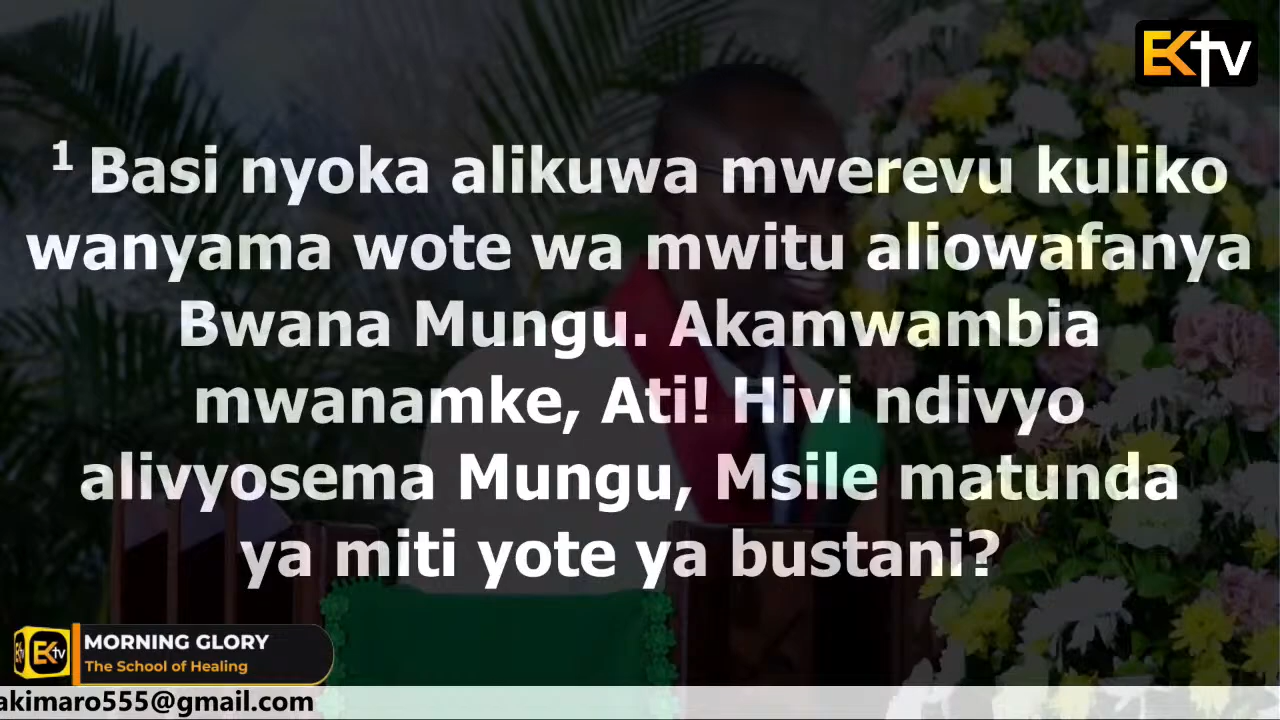 EKtv
1 Basi nyoka alikuwa mwerevu kuliko
wanyama wote wa mwitu aliowafanya
Bwana Mungu. Akamwambia
mwanamke, Ati! Hivi ndivyo
alivyosema Mungu, Msile matunda
ya miti yote ya bustani?
EKtv
MORNING GLORY
The School of Healing
akimaro555@gmail.com